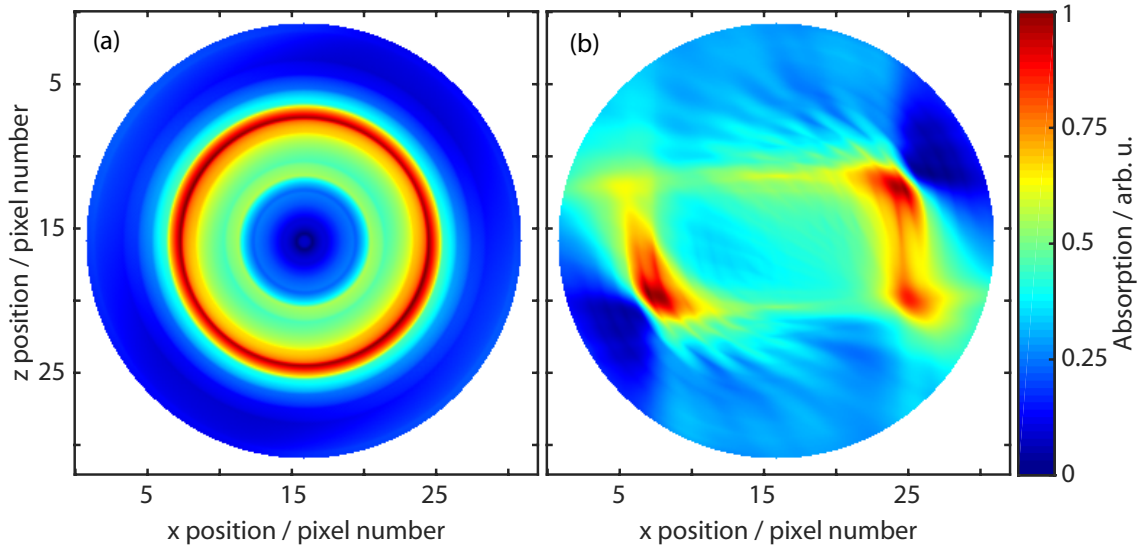 (a)
(b)
5
15
25
z position / pixel number
5
15
25
5
15
25
x position / pixel number
x position / pixel number
1
0.75
0.5
0.25
0
Absorption / arb. u.